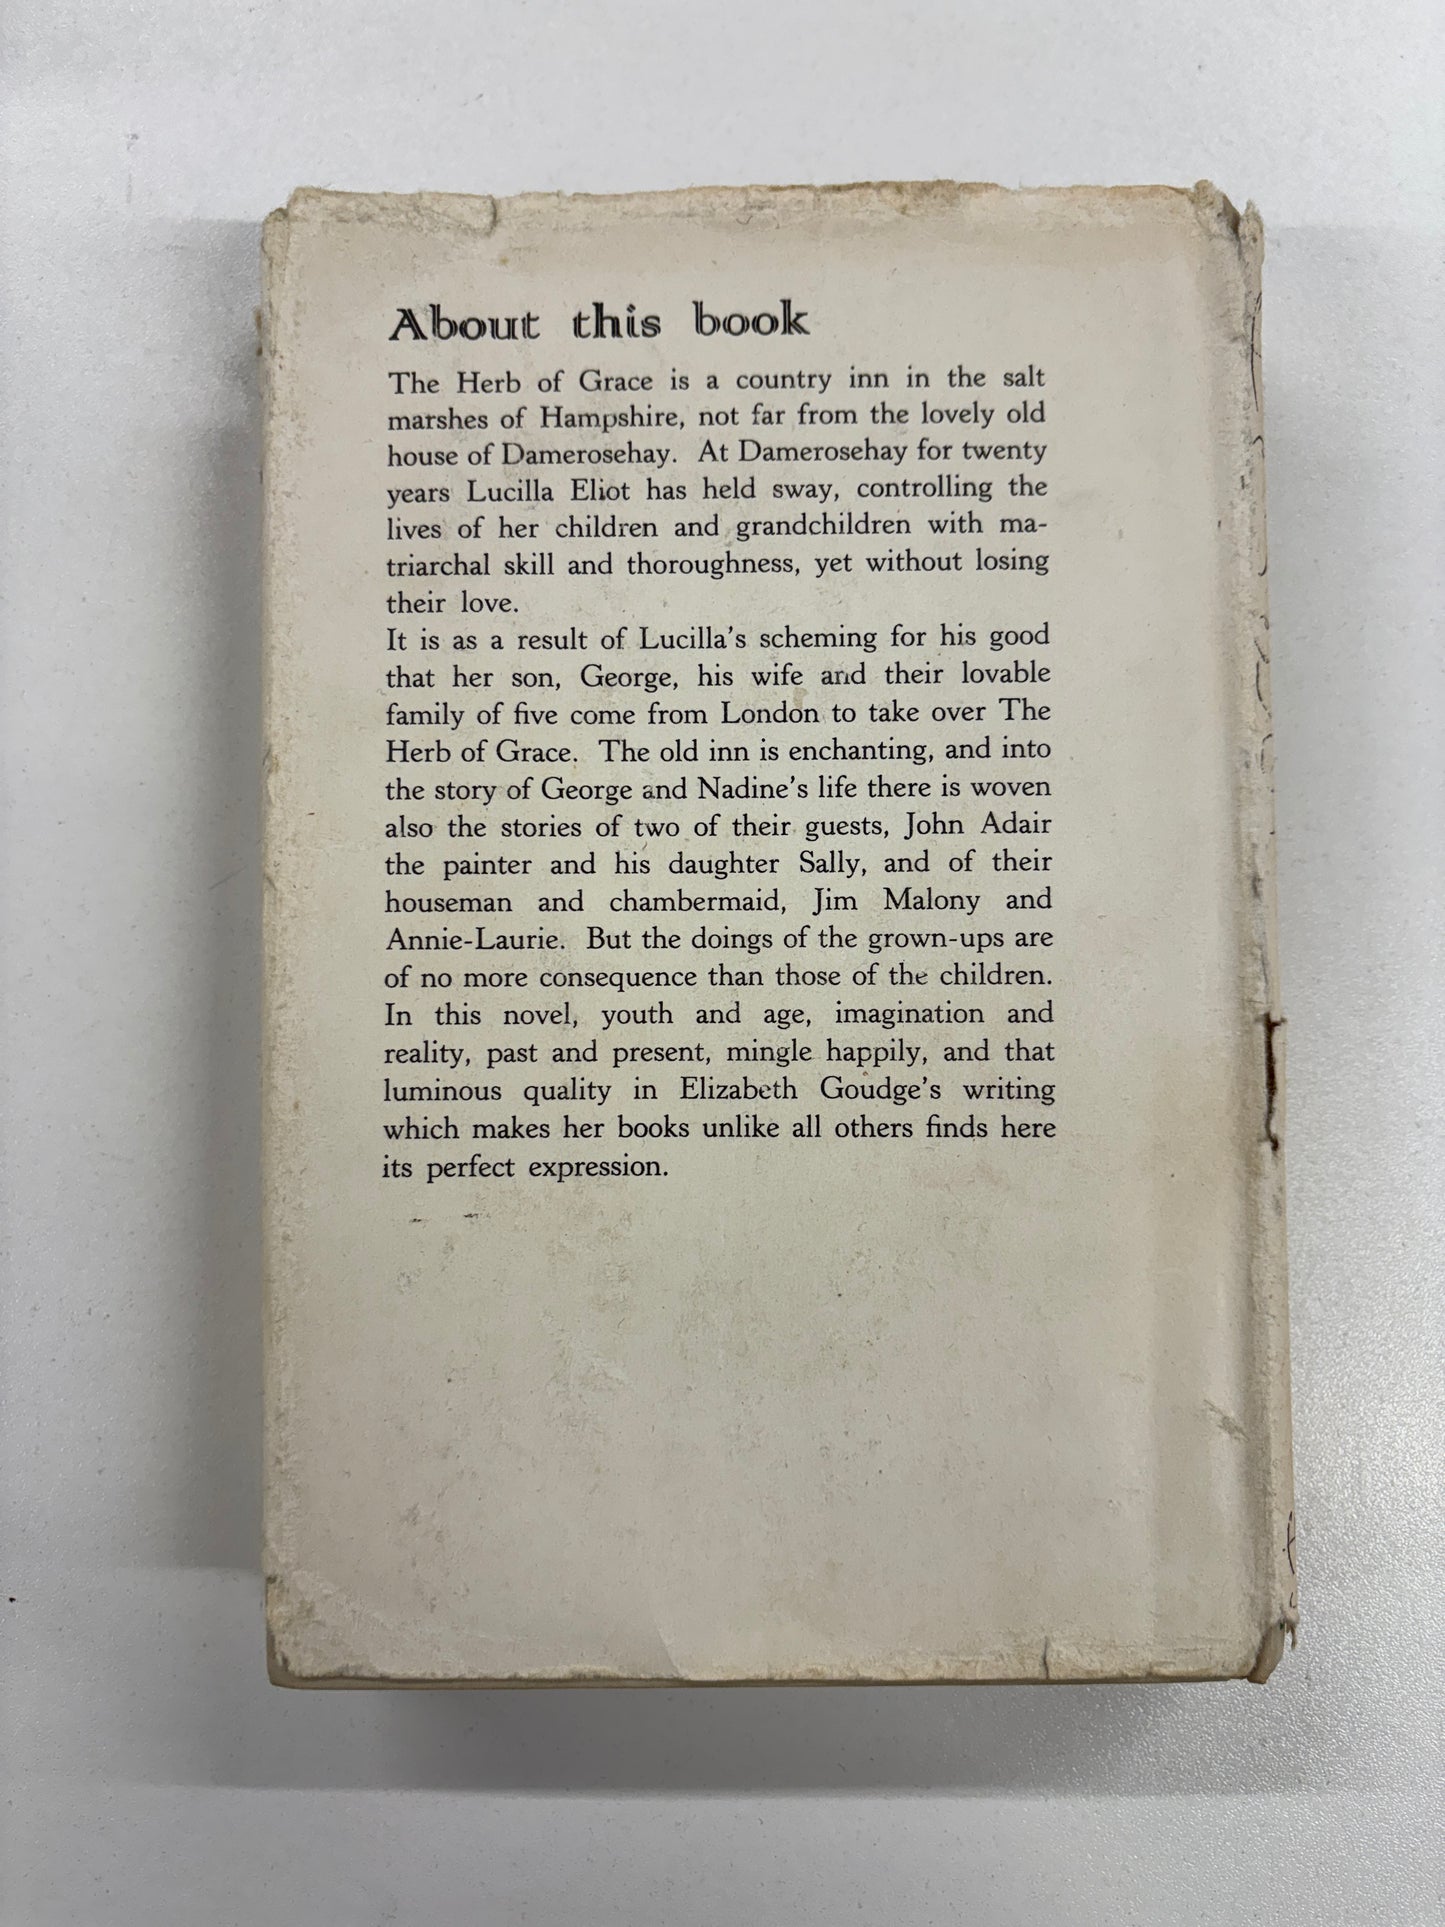 About this book
The Herb of Grace is a country inn in the salt
marshes of Hampshire, not far from the lovely old
house of Damerosehay. At Damerosehay for twenty
years Lucilla Eliot has held sway, controlling the
lives of her children and grandchildren with ma-
triarchal skill and thoroughness, yet without losing
their love.
It is as a result of Lucilla's scheming for his good
that her son, George, his wife and their lovable
family of five come from London to take over The
Herb of Grace. The old inn is enchanting, and into
the story of George and Nadine's life there is woven
also the stories of two of their guests, John Adair
the painter and his daughter Sally, and of their
houseman and chambermaid, Jim Malony and
Annie-Laurie. But the doings of the grown-ups are
of no more consequence than those of the children.
In this novel, youth and age, imagination and
reality, past and present, mingle happily, and that
luminous quality in Elizabeth Goudge's writing
which makes her books unlike all others finds here
its perfect expression.